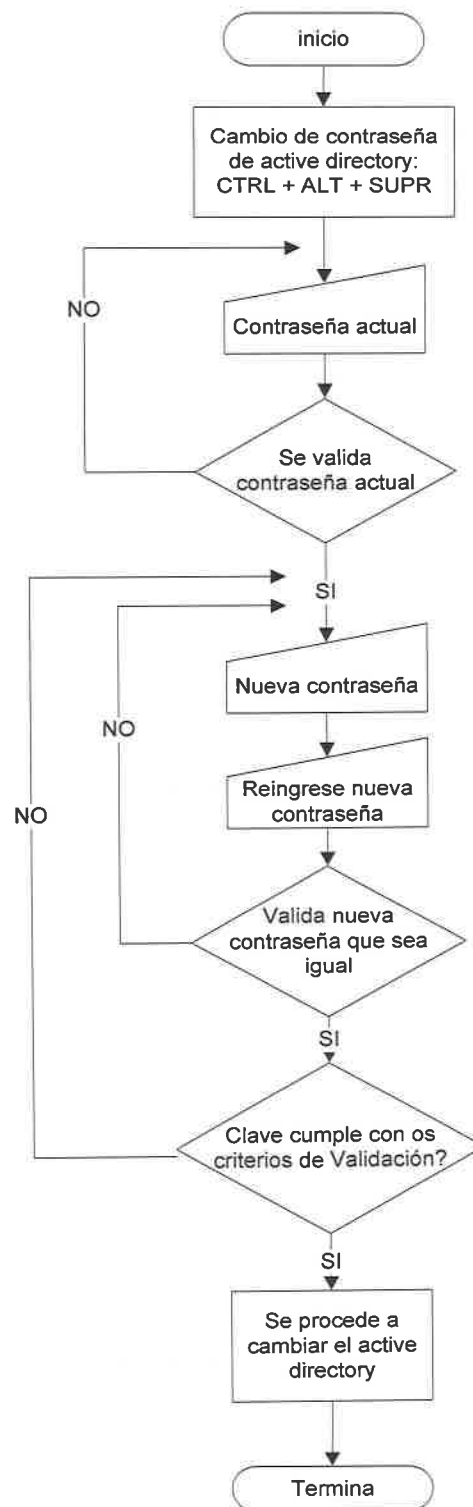 inicio
Cambio de contraseña
de active directory:
CTRL + ALT + SUPR
NO
Contraseña actual
Se valida
contraseña actual
SI
Nueva contraseña
NO
Reingrese nueva
contraseña
NO
Valida nueva
contraseña que sea
igual
SI
Clave cumple con os
criterios de Validación?
SI
Se procede a
cambiar el active
directory
Termina